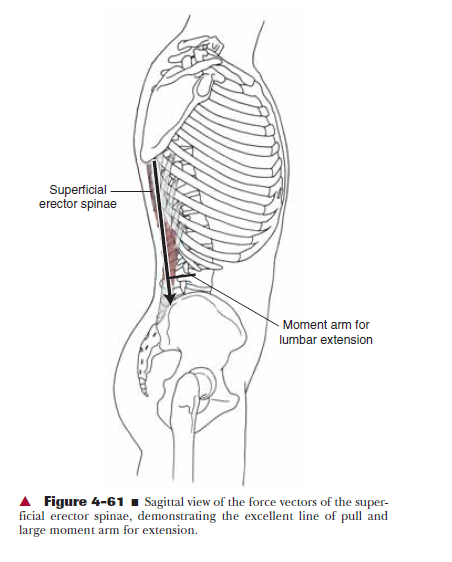 Superficial
erector spinae
Moment arm for
lumbar extension
▲ Figure 4-61 ■ Sagittal view of the force vectors of the super-
ficial erector spinae, demonstrating the excellent line of pull and
large moment arm for extension.